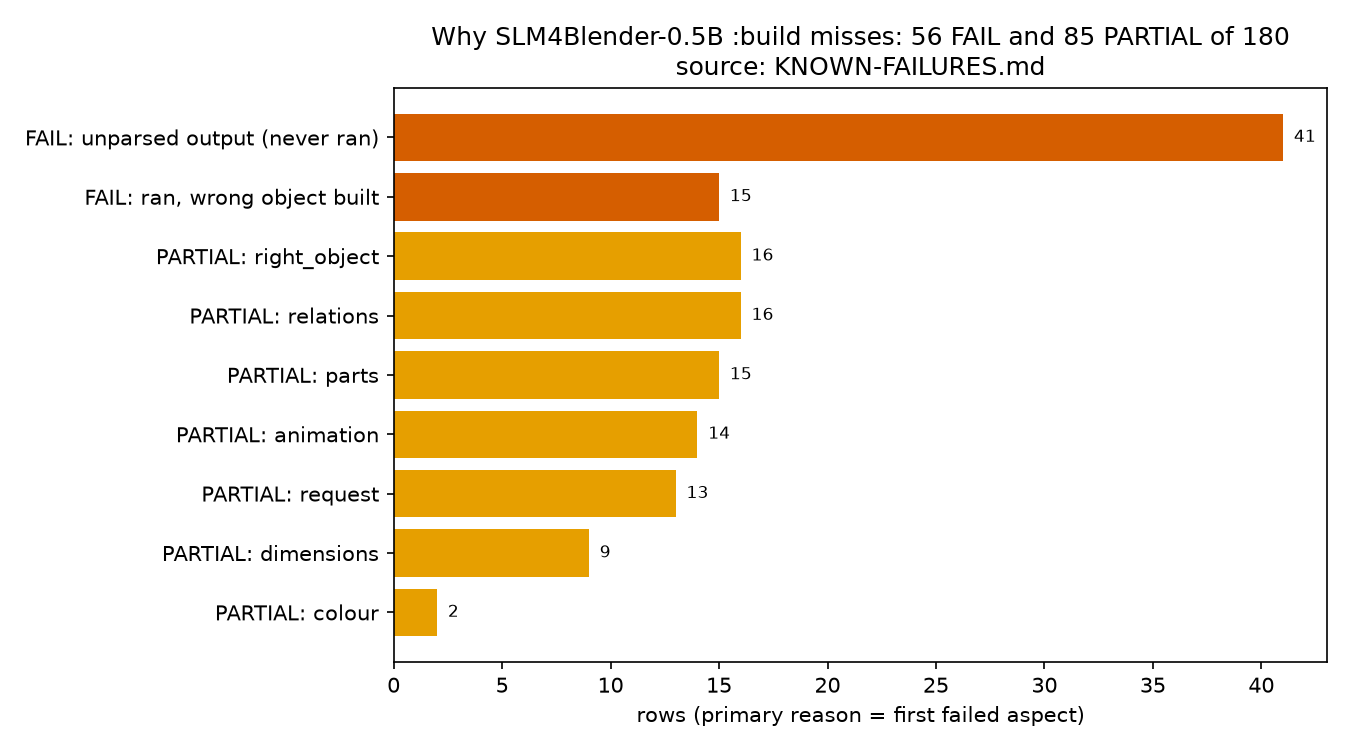 Why SLM4Blender-0.5B :build misses: 56 FAIL and 85 PARTIAL of 180
source: KNOWN-FAILURES.md
FAIL: unparsed output (never ran)
41
FAIL: ran, wrong object built
15
PARTIAL: right_object
16
PARTIAL: relations
16
PARTIAL: parts
15
PARTIAL: animation
14
PARTIAL: request
13
PARTIAL: dimensions
9
PARTIAL: colour
2
0 5 10 15 20 25 30 35 40
rows (primary reason = first failed aspect)